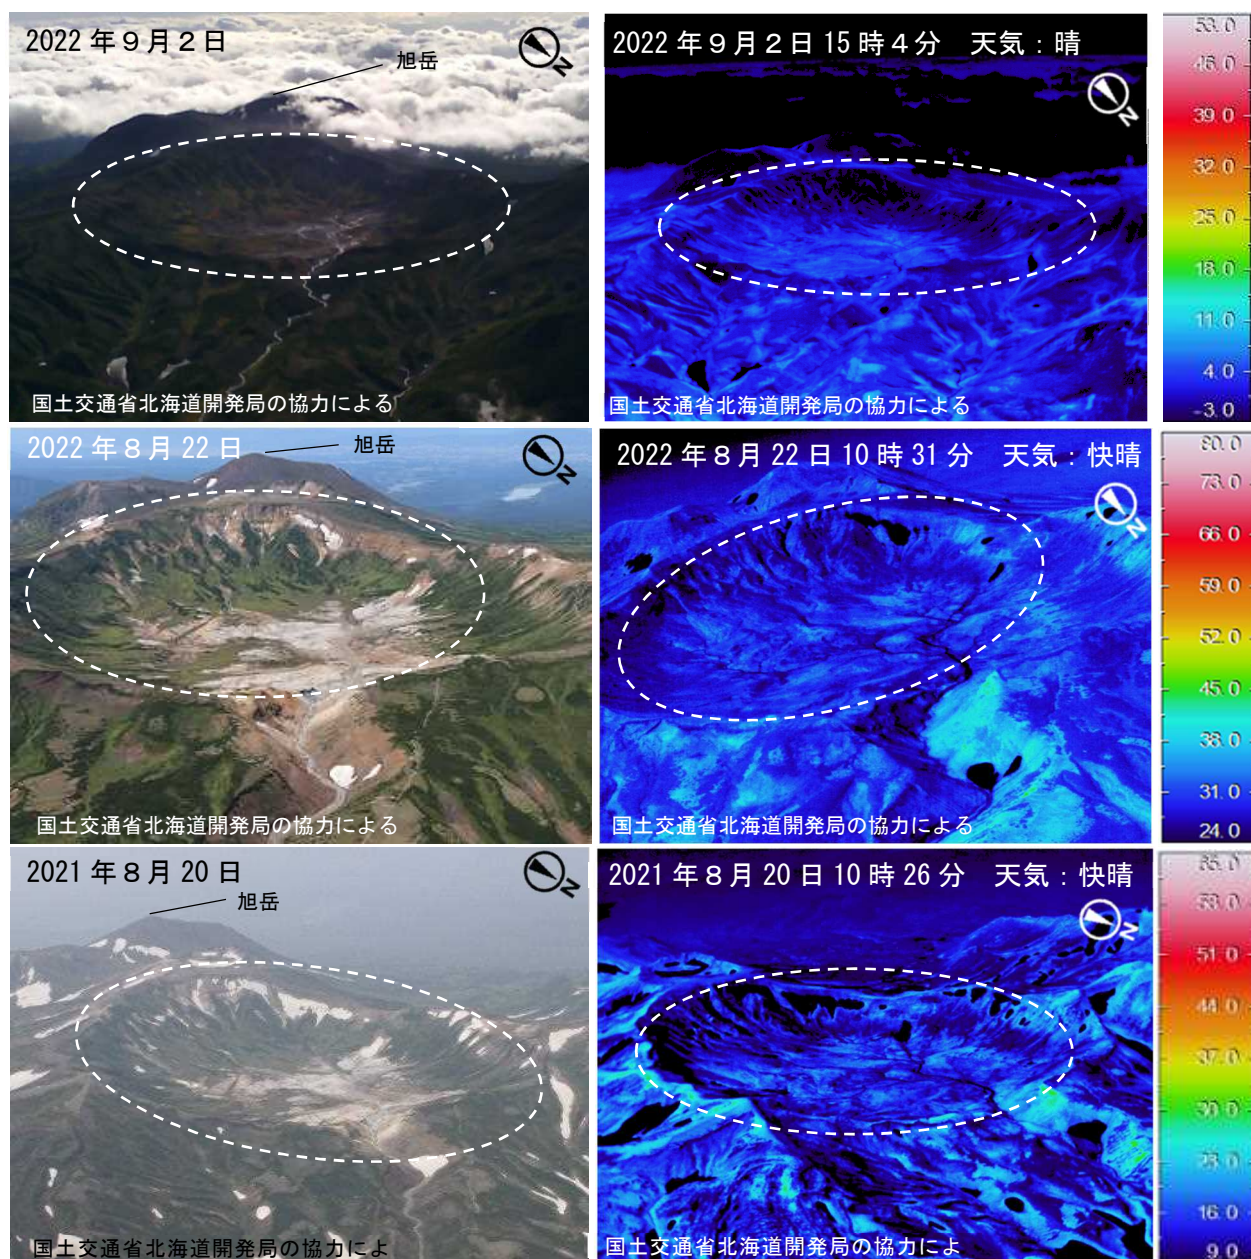 2022年９月２日
旭岳
N
国土交通省北海道開発局の協力による
2022年９月２日15時４分　天気：晴
N
国土交通省北海道開発局の協力による
53.0
46.0
39.0
32.0
25.0
18.0
11.0
4.0
-3.0
2022年８月22日
旭岳
N
国土交通省北海道開発局の協力による
2022年８月22日10時31分　天気：快晴
N
国土交通省北海道開発局の協力による
80.0
73.0
66.0
59.0
52.0
45.0
38.0
31.0
24.0
2021年８月20日
旭岳
N
国土交通省北海道開発局の協力によ
2021年８月20日10時26分　天気：快晴
N
国土交通省北海道開発局の協力によ
51.0
44.0
37.0
30.0
23.0
16.0
9.0